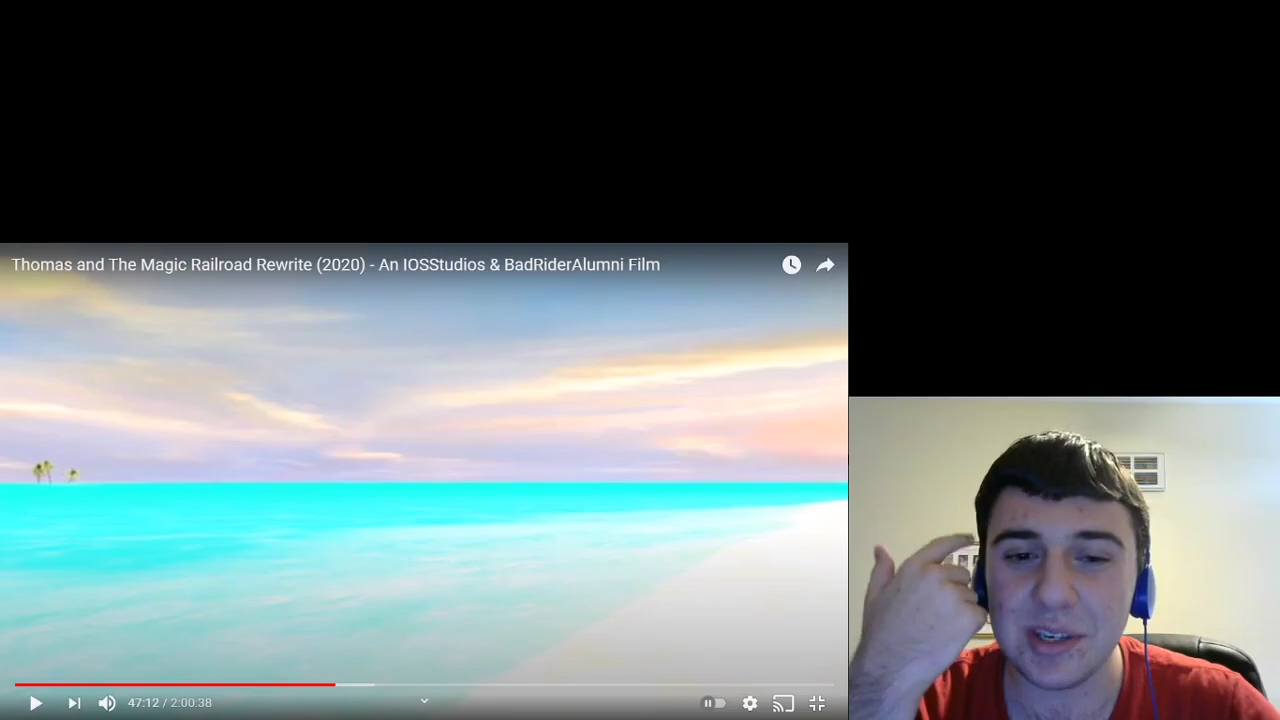 Thomas and The Magic Railroad Rewrite (2020) - An IOSStudios & BadRiderAlumni Film
47:12 / 2:00:38